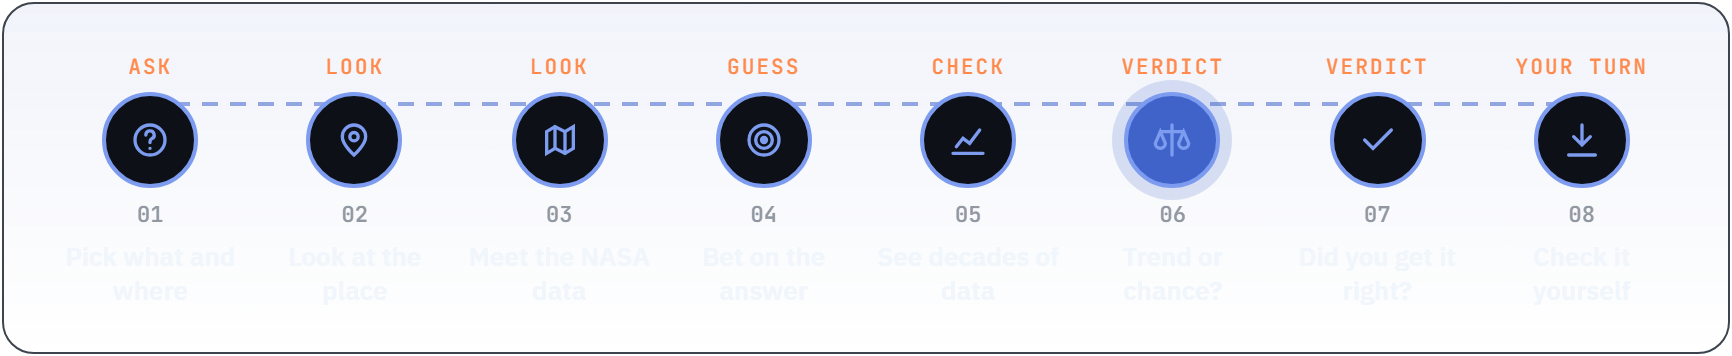 ASK
LOOK
LOOK
GUESS
CHECK
VERDICT
VERDICT
YOUR TURN
01
02
03
04
05
06
07
08
Pick what and
where
Look at the
place
Meet the NASA
data
Bet on the
answer
See decades of
data
Trend or
chance?
Did you get it
right?
Check it
yourself